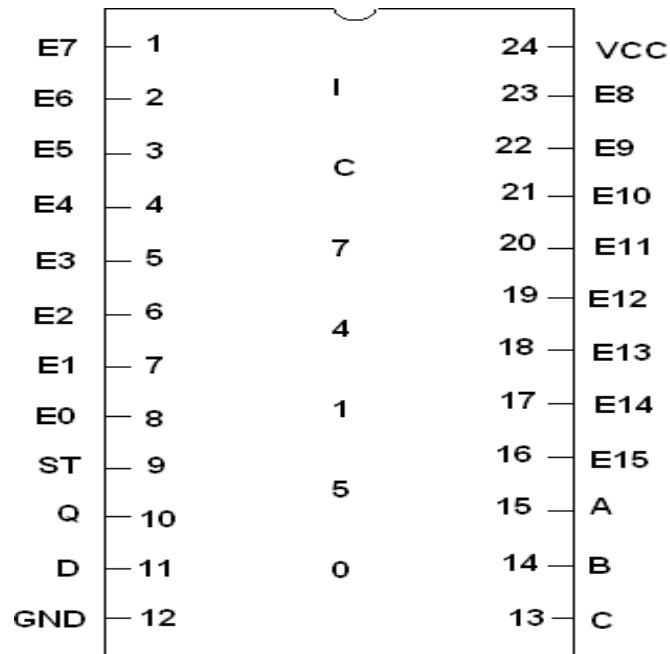 E7 1 24 VCC
I
E6 2 23 E8
E5 3 22 E9
C
E4 4 21 E10
E3 5 7 20 E11
E2 6 19 E12
4
E1 7 18 E13
E0 8 1 17 E14
ST 9 16 E15
5
Q 10 15 A
D 11 0 14 B
GND 12 13 C